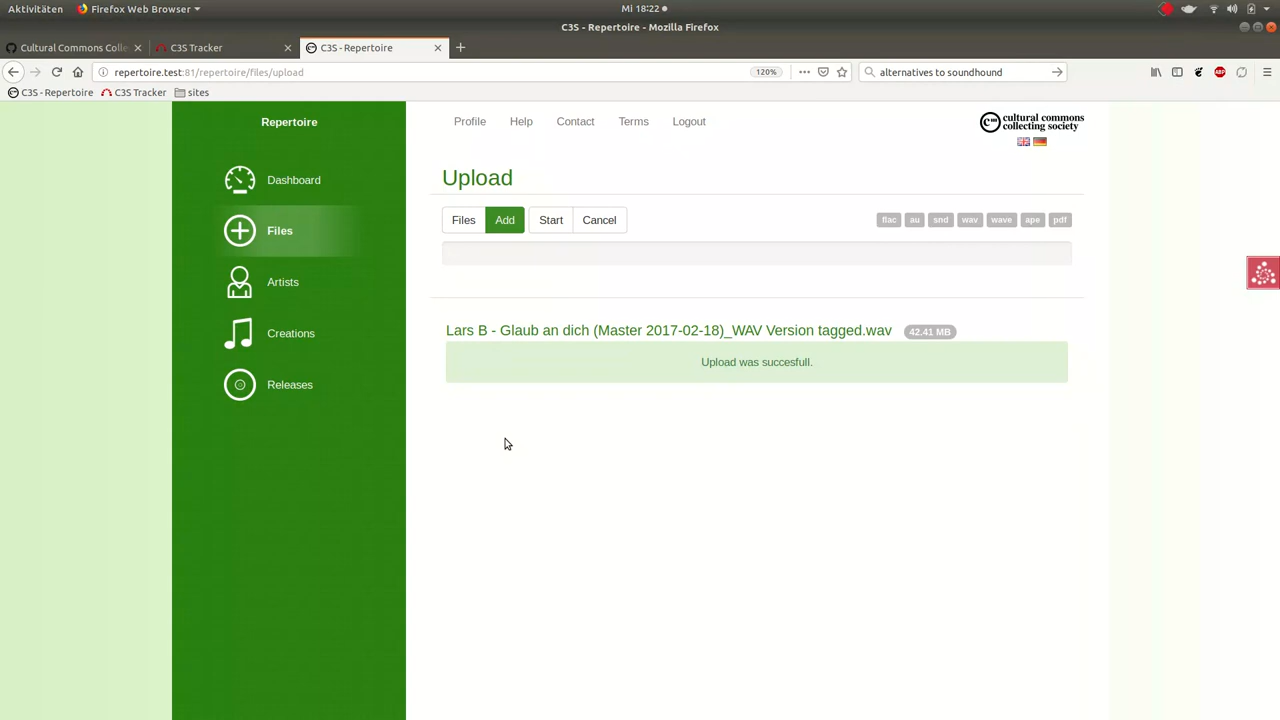 Aktivitäten Firefox Web Browser Mi 18:22
C3S - Repertoire - Mozilla Firefox
Cultural Commons Colle C3S Tracker C3S - Repertoire
repertoire.test:81/repertoire/files/upload 120% alternatives to soundhound
C3S - Repertoire C3S Tracker sites
Repertoire
Dashboard
Files
Artists
Creations
Releases
Profile Help Contact Terms Logout
cultural commons
collecting society
Upload
Files Add Start Cancel
flac au snd wav wave ape pdf
Lars B - Glaub an dich (Master 2017-02-18)_WAV Version tagged.wav 42.41 MB
Upload was succesfull.